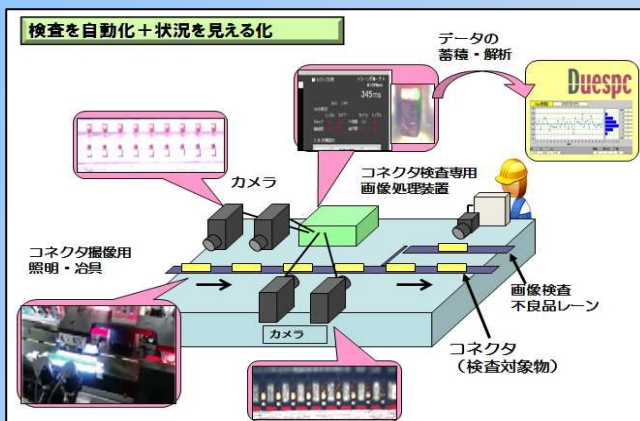 検査を自動化＋状況を見える化
データの
蓄積・解析
Duespc
345ms
カメラ
コネクタ検査専用
画像処理装置
コネクタ撮像用
照明・冶具
画像検査
不良品レーン
カメラ
コネクタ
（検査対象物）